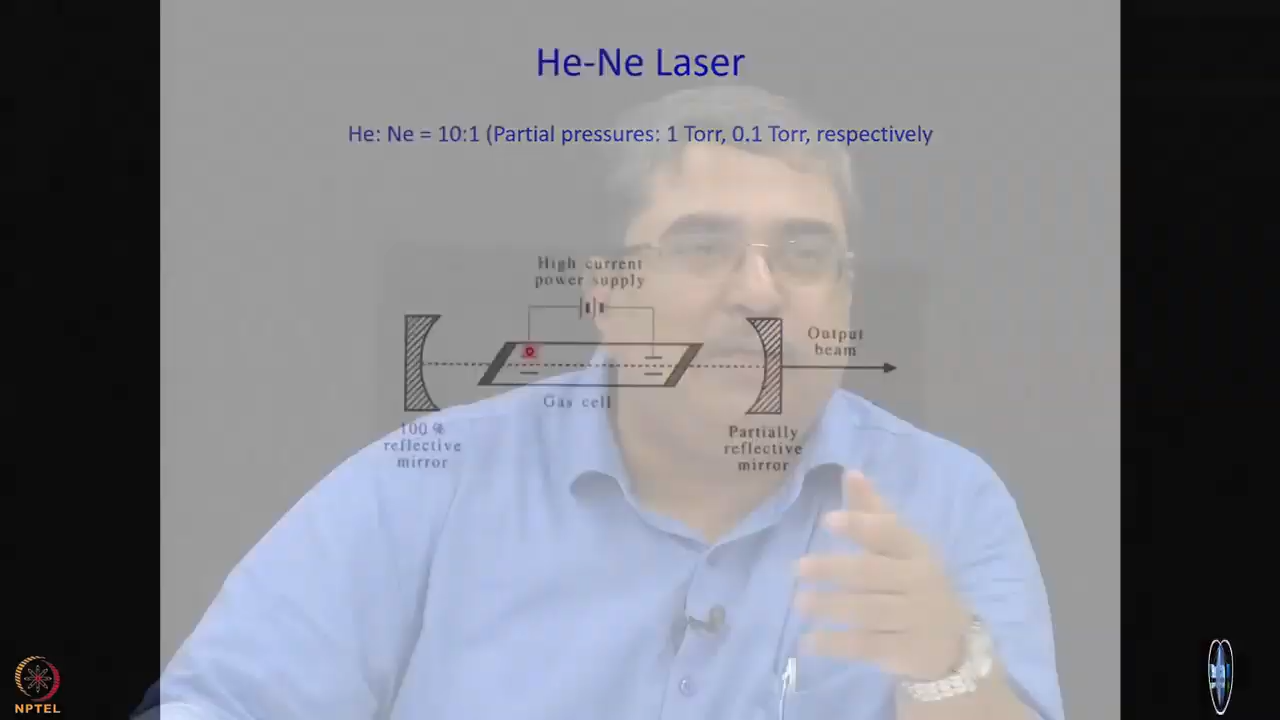 He-Ne Laser
He: Ne = 10:1 (Partial pressures: 1 Torr, 0.1 Torr, respectively
High current
power supply
Output
beam
Gas cell
100 %
reflective
mirror
Partially
reflective
mirror
NPTEL